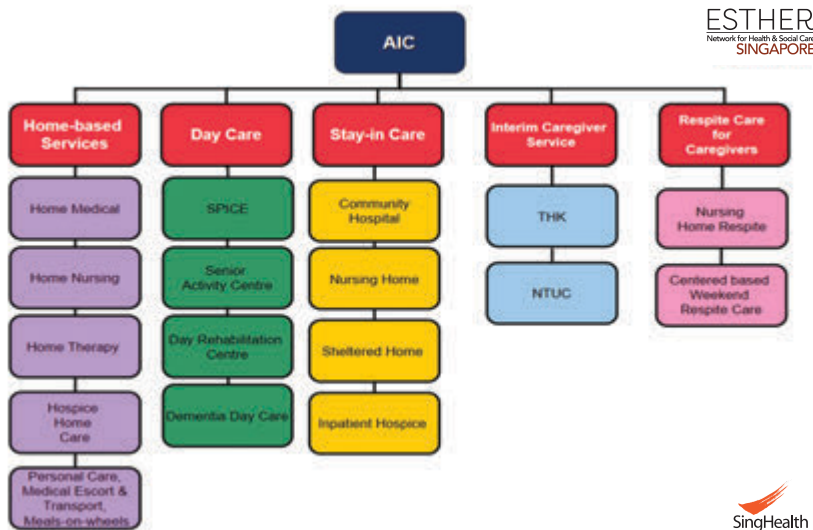 AIC
ESTHER
Network for Health & Social Care
SINGAPORE
Home-based
Services
Day Care
Stay-in Care
Interim Caregiver
Service
Respite Care
for
Caregivers
Home Medical
SPICE
Community
Hospital
THK
Nursing
Home Respite
Home Nursing
Senior
Activity Centre
Nursing Home
NTUC
Centered based
Weekend
Respite Care
Home Therapy
Day Rehabilitation
Centre
Sheltered Home
Hospice
Home
Care
Dementia Day Care
Inpatient Hospice
Personal Care,
Medical Escort &
Transport,
Meals-on-wheels
SingHealth